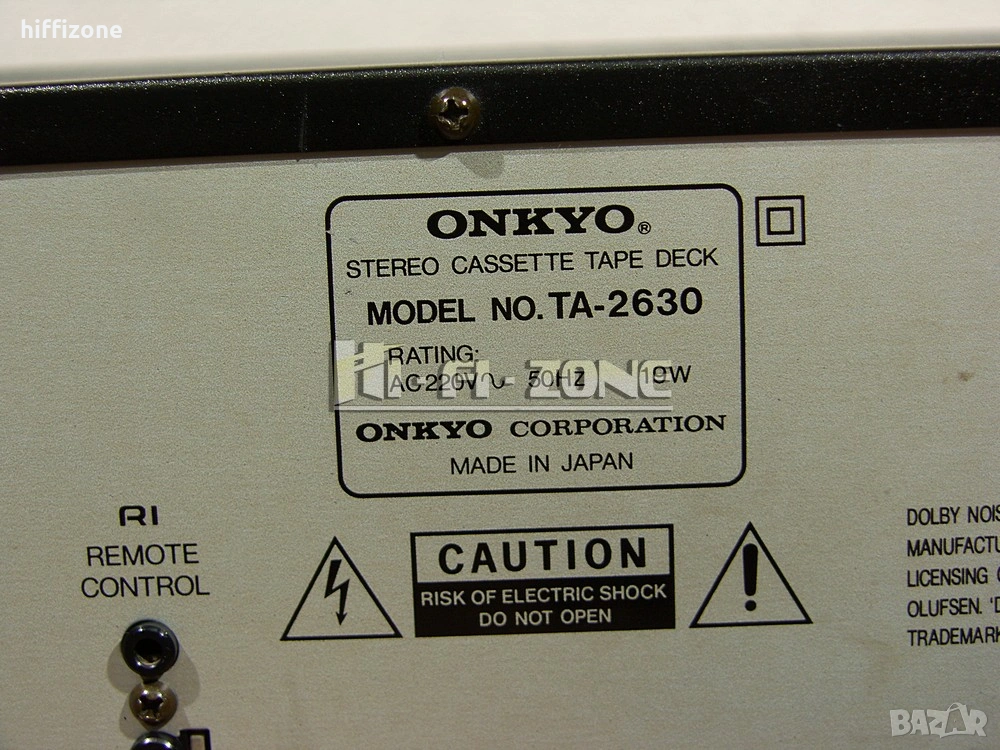 hiffizone
ONKYO®
STEREO CASSETTE TAPE DECK
MODEL NO. TA-2630
RATING:
AC 220V∿ 50HZ 19W
Hi-Fi-ZONE
ONKYO CORPORATION
MADE IN JAPAN
RI
REMOTE
CONTROL
CAUTION
RISK OF ELECTRIC SHOCK
DO NOT OPEN
DOLBY NOIS
MANUFACTU
LICENSING
OLUFSEN. 'D
TRADEMARK
BAZAR